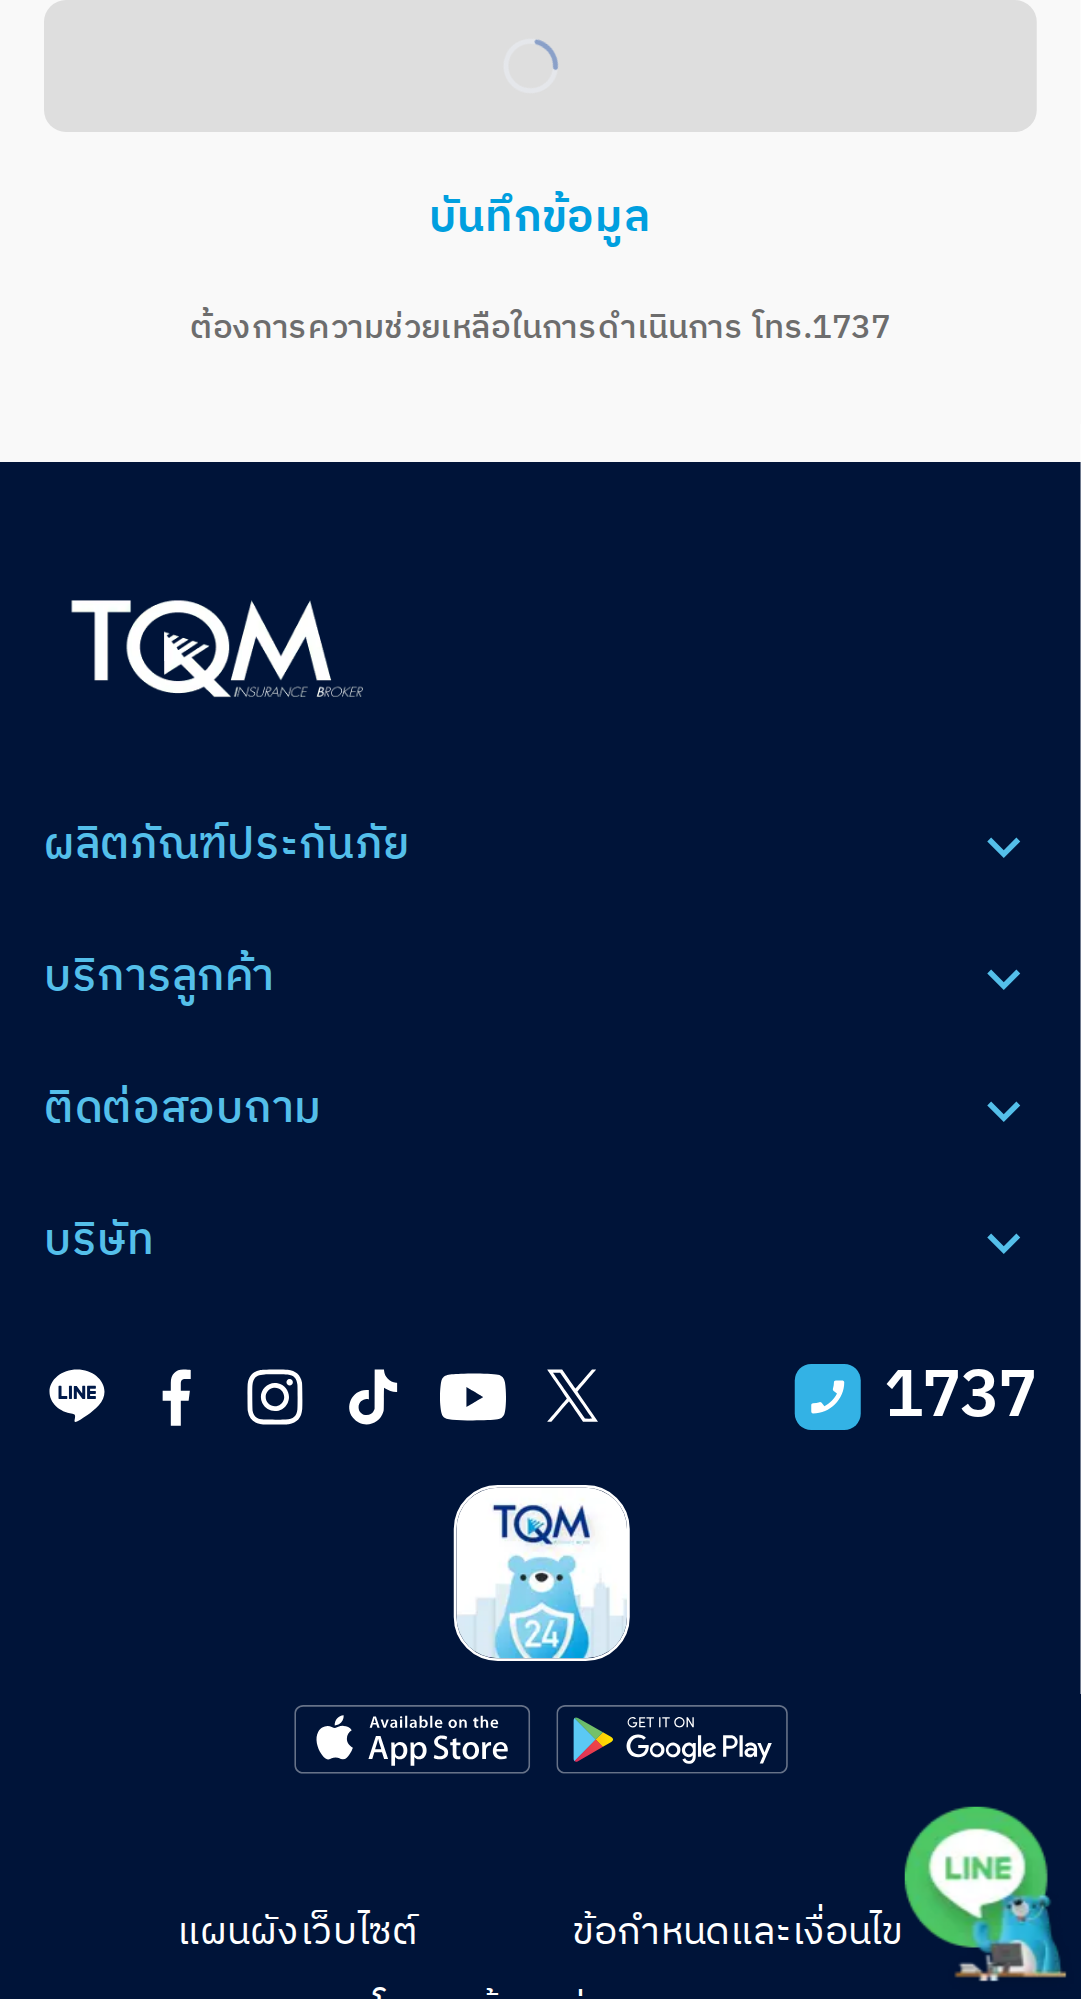 บันทึกข้อมูล
ต้องการความช่วยเหลือในการดำเนินการ โทร.1737
TQM
INSURANCE BROKER
ผลิตภัณฑ์ประกันภัย
บริการลูกค้า
ติดต่อสอบถาม
บริษัท
LINE
1737
TQM
24
Available on the
App Store
GET IT ON
Google Play
LINE
แผนผังเว็บไซต์
ข้อกำหนดและเงื่อนไข